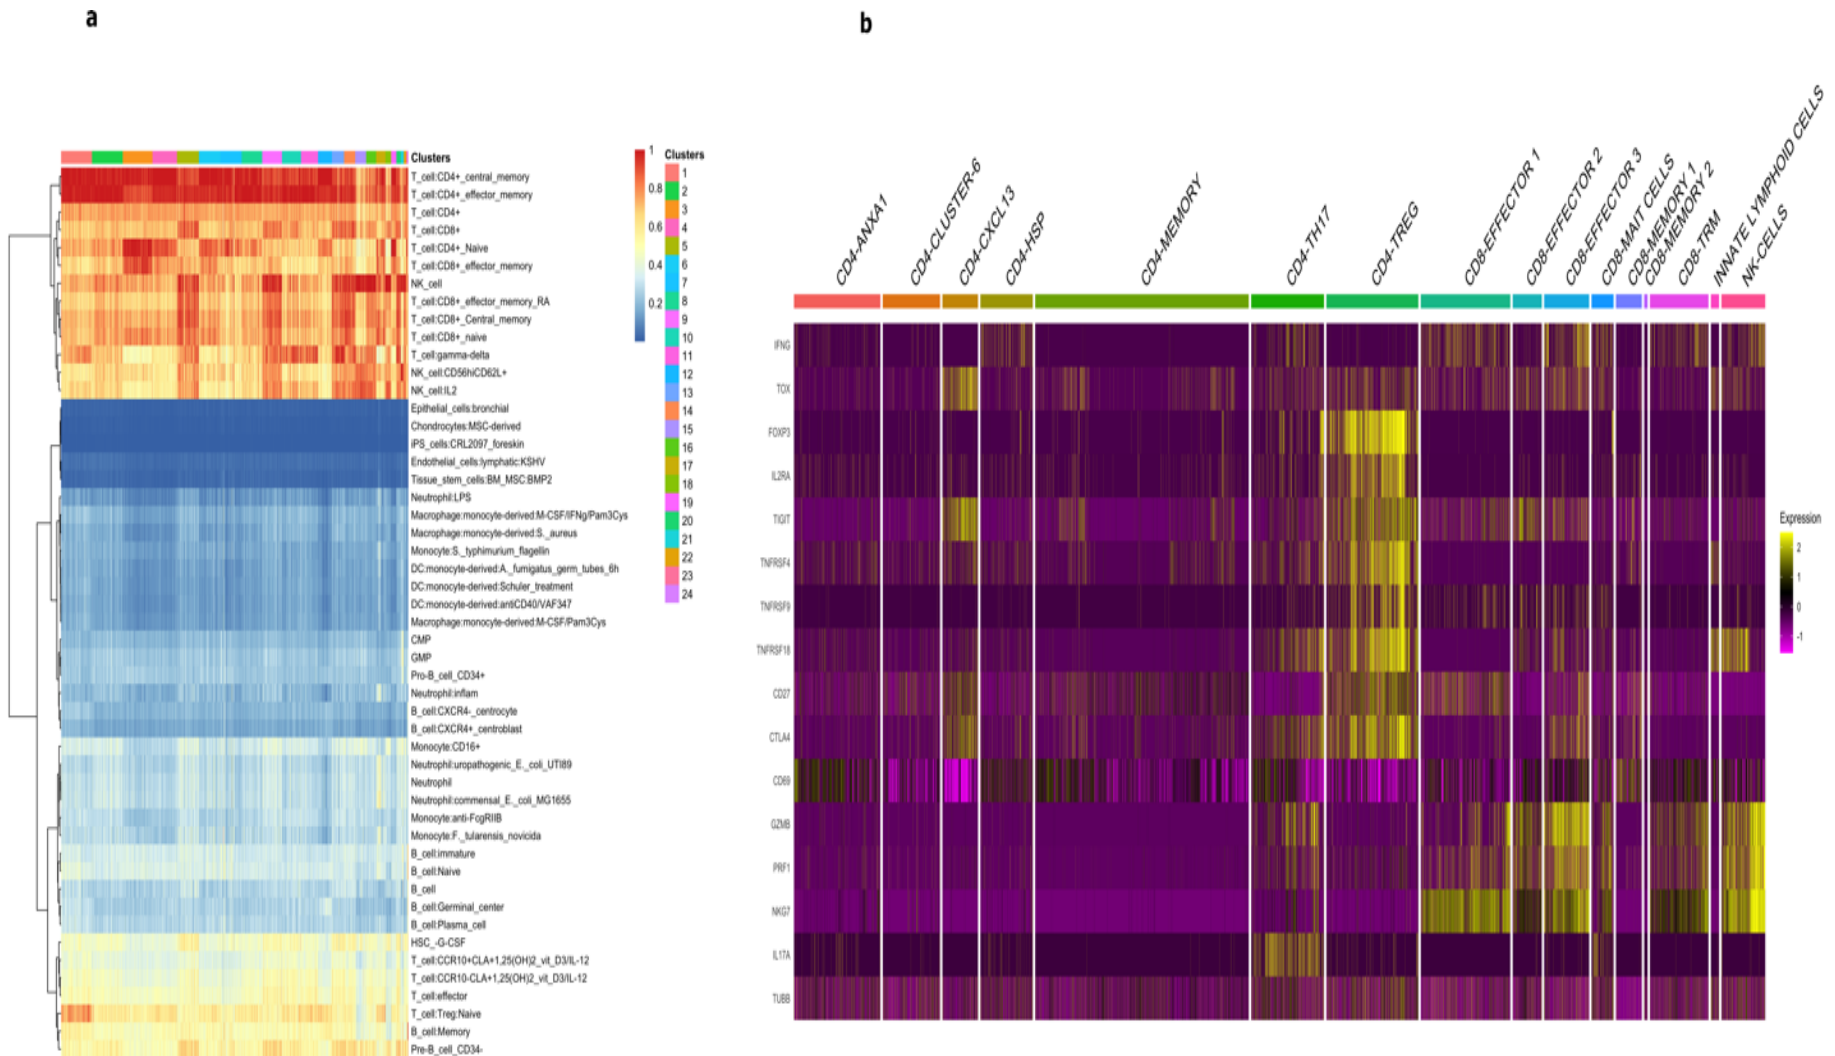 a
b
Clusters
T_cell:CD4+_central_memory
T_cell:CD4+_effector_memory
T_cell:CD4+
T_cell:CD8+
T_cell:CD4+_Naive
T_cell:CD8+_effector_memory
NK_cell
T_cell:CD8+_effector_memory_RA
T_cell:CD8+_Central_memory
T_cell:CD8+_naive
T_cell:gamma-delta
NK_cell:CD56hiCD62L+
NK_cell:IL2
Epithelial_cells:bronchial
Chondrocytes:MSC-derived
iPS_cells:CRL2097_foreskin
Endothelial_cells:lymphatic:KSHV
Tissue_stem_cells:BM_MSC:BMP2
Neutrophil:LPS
Macrophage:monocyte-derived:M-CSF/IFNg/Pam3Cys
Macrophage:monocyte-derived:S._aureus
Monocyte:S._typhimurium_flagellin
DC:monocyte-derived:A._fumigatus_germ_tubes_6h
DC:monocyte-derived:Schuler_treatment
DC:monocyte-derived:antiCD40/VAF347
Macrophage:monocyte-derived:M-CSF/Pam3Cys
CMP
GMP
Pro-B_cell_CD34+
Neutrophil:inflam
B_cell:CXCR4-_centrocyte
B_cell:CXCR4+_centroblast
Monocyte:CD16+
Neutrophil:uropathogenic_E._coli_UTI89
Neutrophil
Neutrophil:commensal_E._coli_MG1655
Monocyte:anti-FcgRIIB
Monocyte:F._tularensis_novicida
B_cell:immature
B_cell:Naive
B_cell
B_cell:Germinal_center
B_cell:Plasma_cell
HSC_-G-CSF
T_cell:CCR10+CLA+1,25(OH)2_vit_D3/IL-12
T_cell:CCR10-CLA+1,25(OH)2_vit_D3/IL-12
T_cell:effector
T_cell:Treg:Naive
B_cell:Memory
Pre-B_cell_CD34-
1
0.8
0.6
0.4
0.2
Clusters
1
2
3
4
5
6
7
8
9
10
11
12
13
14
15
16
17
18
19
20
21
22
23
24
CD4-ANXA1
CD4-CLUSTER-6
CD4-CXCL13
CD4-HSP
CD4-MEMORY
CD4-TH17
CD4-TREG
CD8-EFFECTOR 1
CD8-EFFECTOR 2
CD8-EFFECTOR 3
CD8-MAIT CELLS
CD8-MEMORY 1
CD8-MEMORY 2
CD8-TRM
INNATE LYMPHOID CELLS
NK-CELLS
IFNG
TOX
FOXP3
IL2RA
TIGIT
TNFRSF4
TNFRSF9
TNFRSF18
CD27
CTLA4
CD69
GZMB
PRF1
NKG7
IL17A
TUBB
Expression
2
1
0
-1